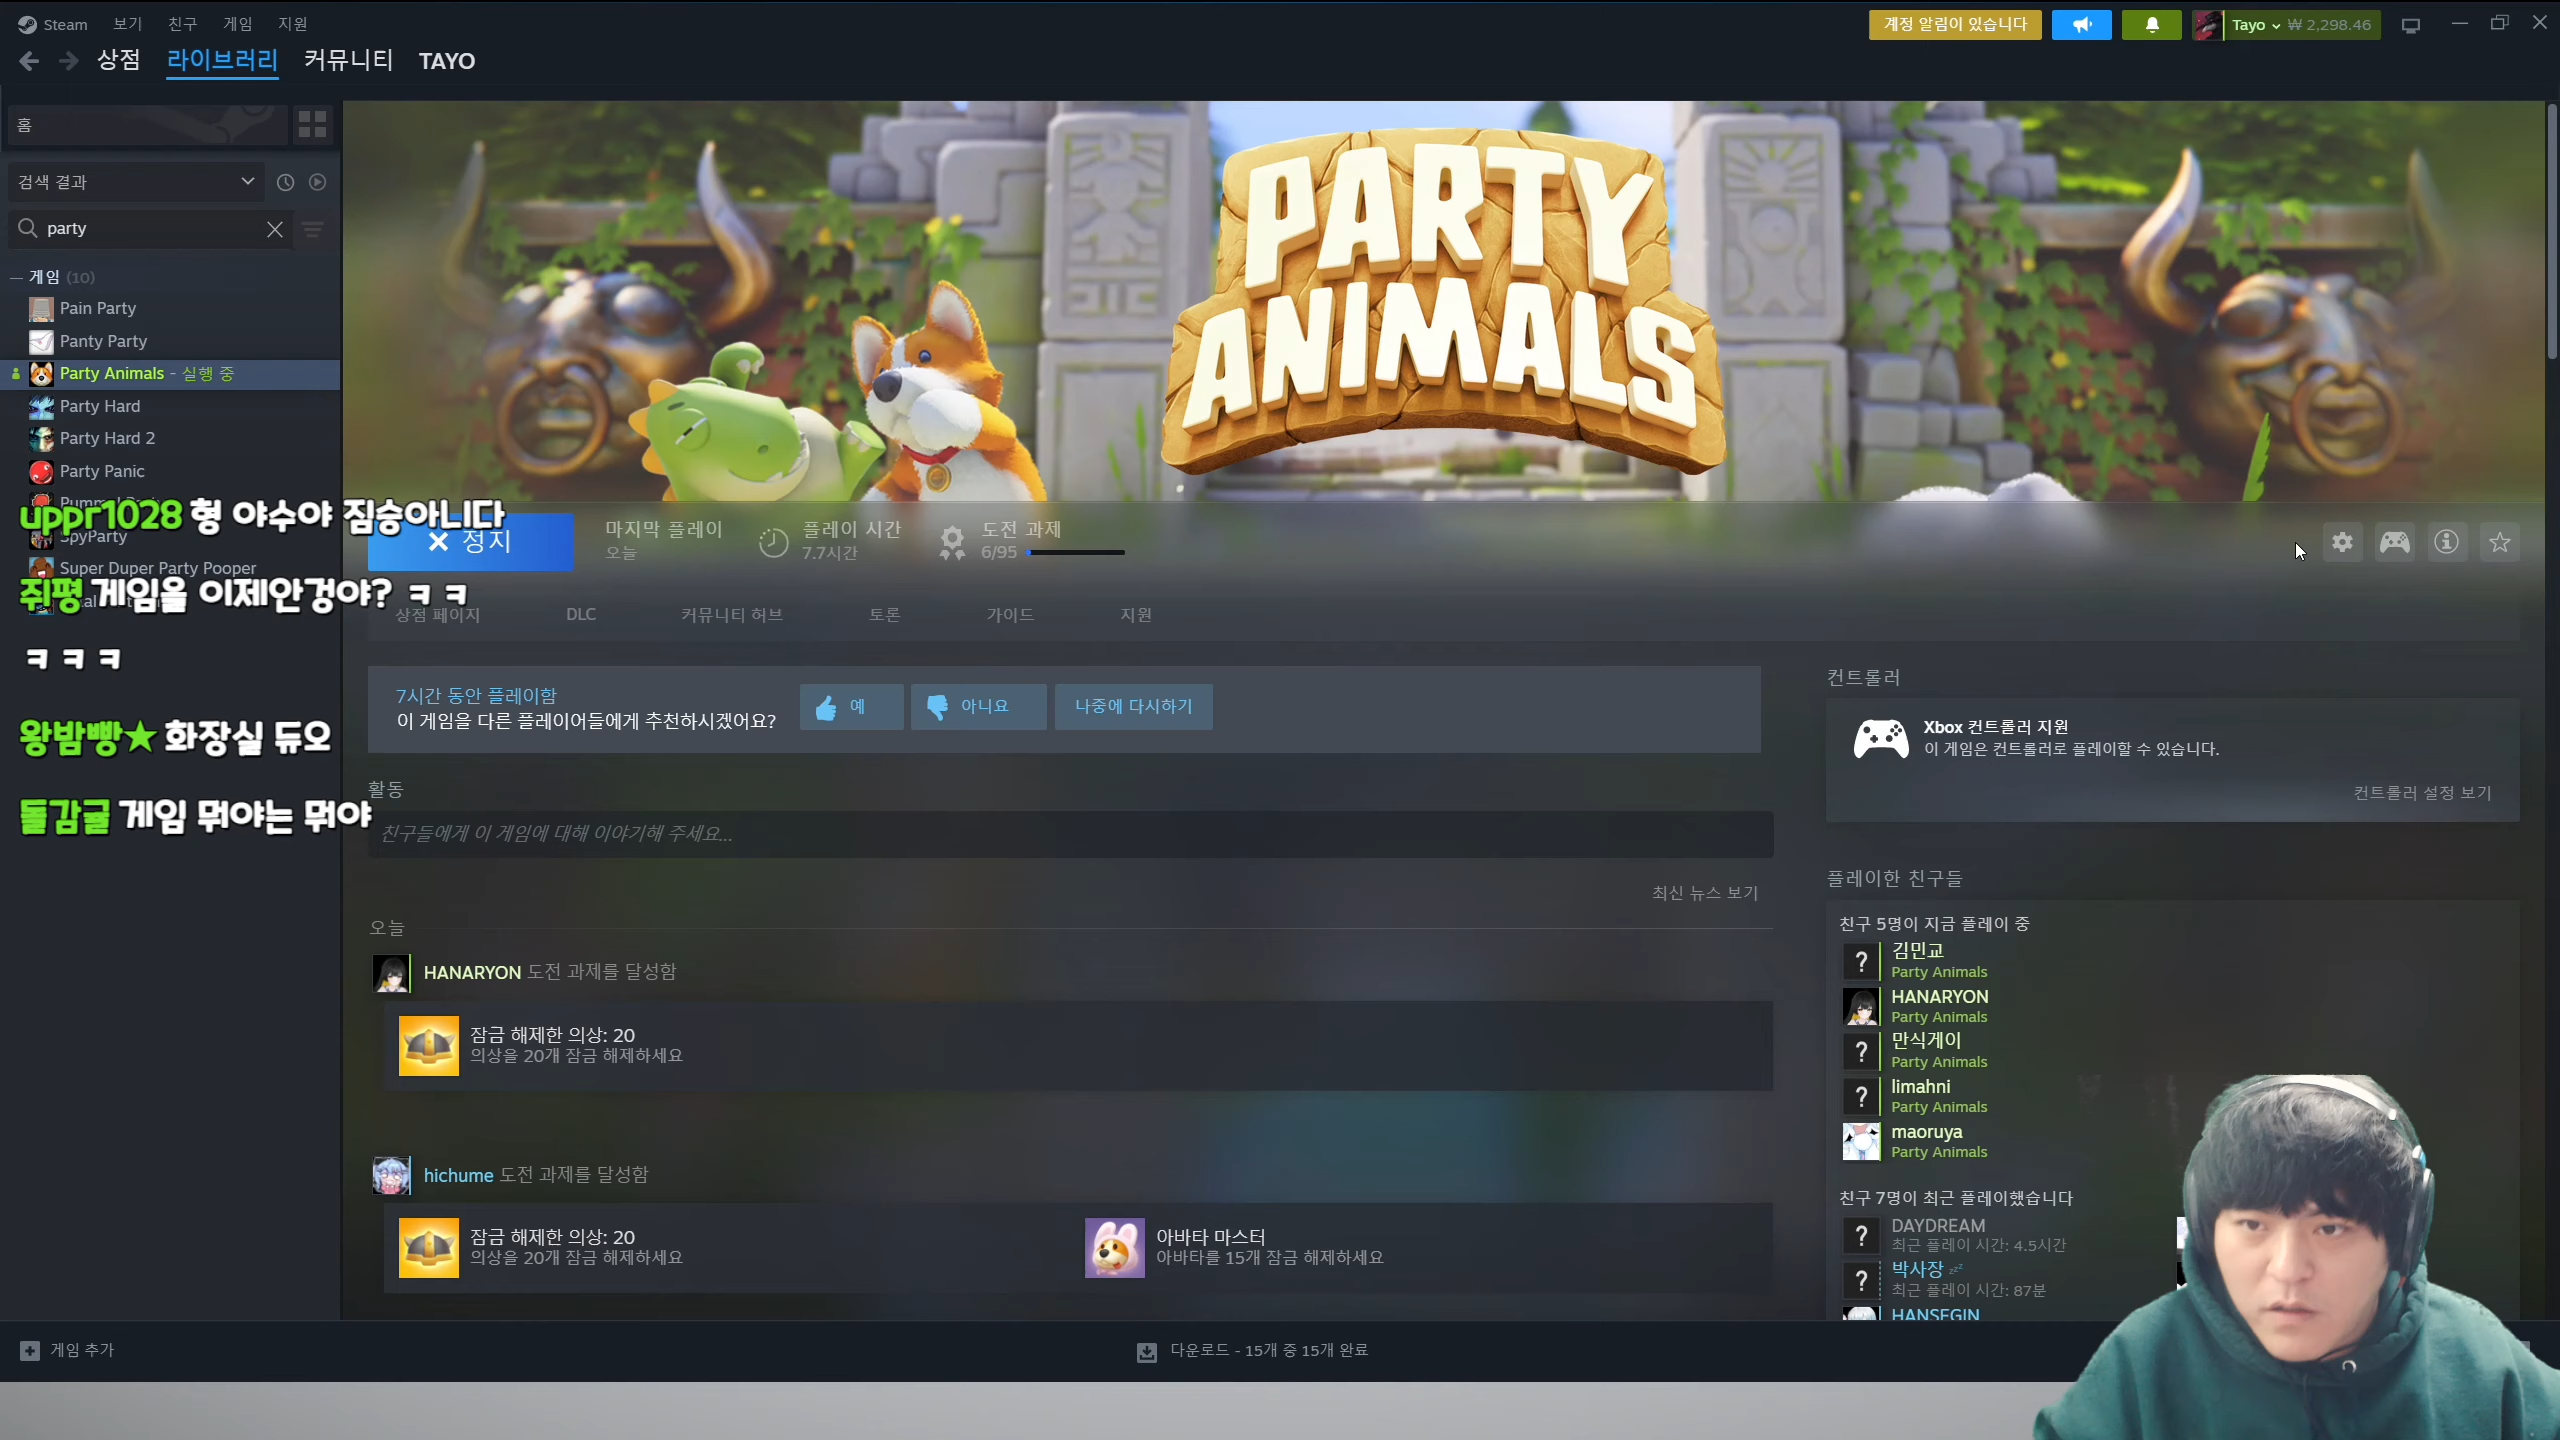 Steam 보기 친구 게임 지원
계정 알림이 있습니다
Tayo ₩ 2,298.46
상점 라이브러리 커뮤니티 TAYO
홈
검색 결과
party
게임 (10)
Pain Party
Panty Party
Party Animals - 실행 중
Party Hard
Party Hard 2
Party Panic
SpyParty
Super Duper Party Pooper
uppr1028 형 야수야 짐승아니다
쥐평 게임을 이제안겅야? ㅋㅋ
ㅋㅋㅋ
왕밤빵★ 화장실 듀오
돌감귤 게임 뭐야는 뭐야
PARTY
ANIMALS
정지
마지막 플레이
오늘
플레이 시간
7.7시간
도전 과제
6/95
상점 페이지 DLC 커뮤니티 허브 토론 가이드 지원
7시간 동안 플레이함
이 게임을 다른 플레이어들에게 추천하시겠어요?
예 아니요 나중에 다시하기
활동
친구들에게 이 게임에 대해 이야기해 주세요...
최신 뉴스 보기
오늘
HANARYON 도전 과제를 달성함
잠금 해제한 의상: 20
의상을 20개 잠금 해제하세요
hichume 도전 과제를 달성함
잠금 해제한 의상: 20
의상을 20개 잠금 해제하세요
아바타 마스터
아바타를 15개 잠금 해제하세요
컨트롤러
Xbox 컨트롤러 지원
이 게임은 컨트롤러로 플레이할 수 있습니다.
컨트롤러 설정 보기
플레이한 친구들
친구 5명이 지금 플레이 중
김민교
Party Animals
HANARYON
Party Animals
만식게이
Party Animals
limahni
Party Animals
maoruya
Party Animals
친구 7명이 최근 플레이했습니다
DAYDREAM
최근 플레이 시간: 4.5시간
박사장 zzz
최근 플레이 시간: 87분
HANSEGIN
게임 추가
다운로드 - 15개 중 15개 완료